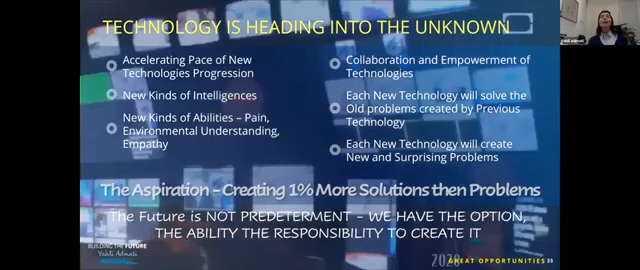 TECHNOLOGY IS HEADING INTO THE UNKNOWN
Accelerating Pace of New
Technologies Progression
New Kinds of Intelligences
New Kinds of Abilities – Pain,
Environmental Understanding,
Empathy
Collaboration and Empowerment of
Technologies
Each New Technology will solve the
Old problems created by Previous
Technology
Each New Technology will create
New and Surprising Problems
The Aspiration – Creating 1% More Solutions then Problems
The Future is NOT PREDETERMENT – WE HAVE THE OPTION,
THE ABILITY THE RESPONSIBILITY TO CREATE IT
BUILDING THE FUTURE
Yahli Admati
GREAT OPPORTUNITIES 33